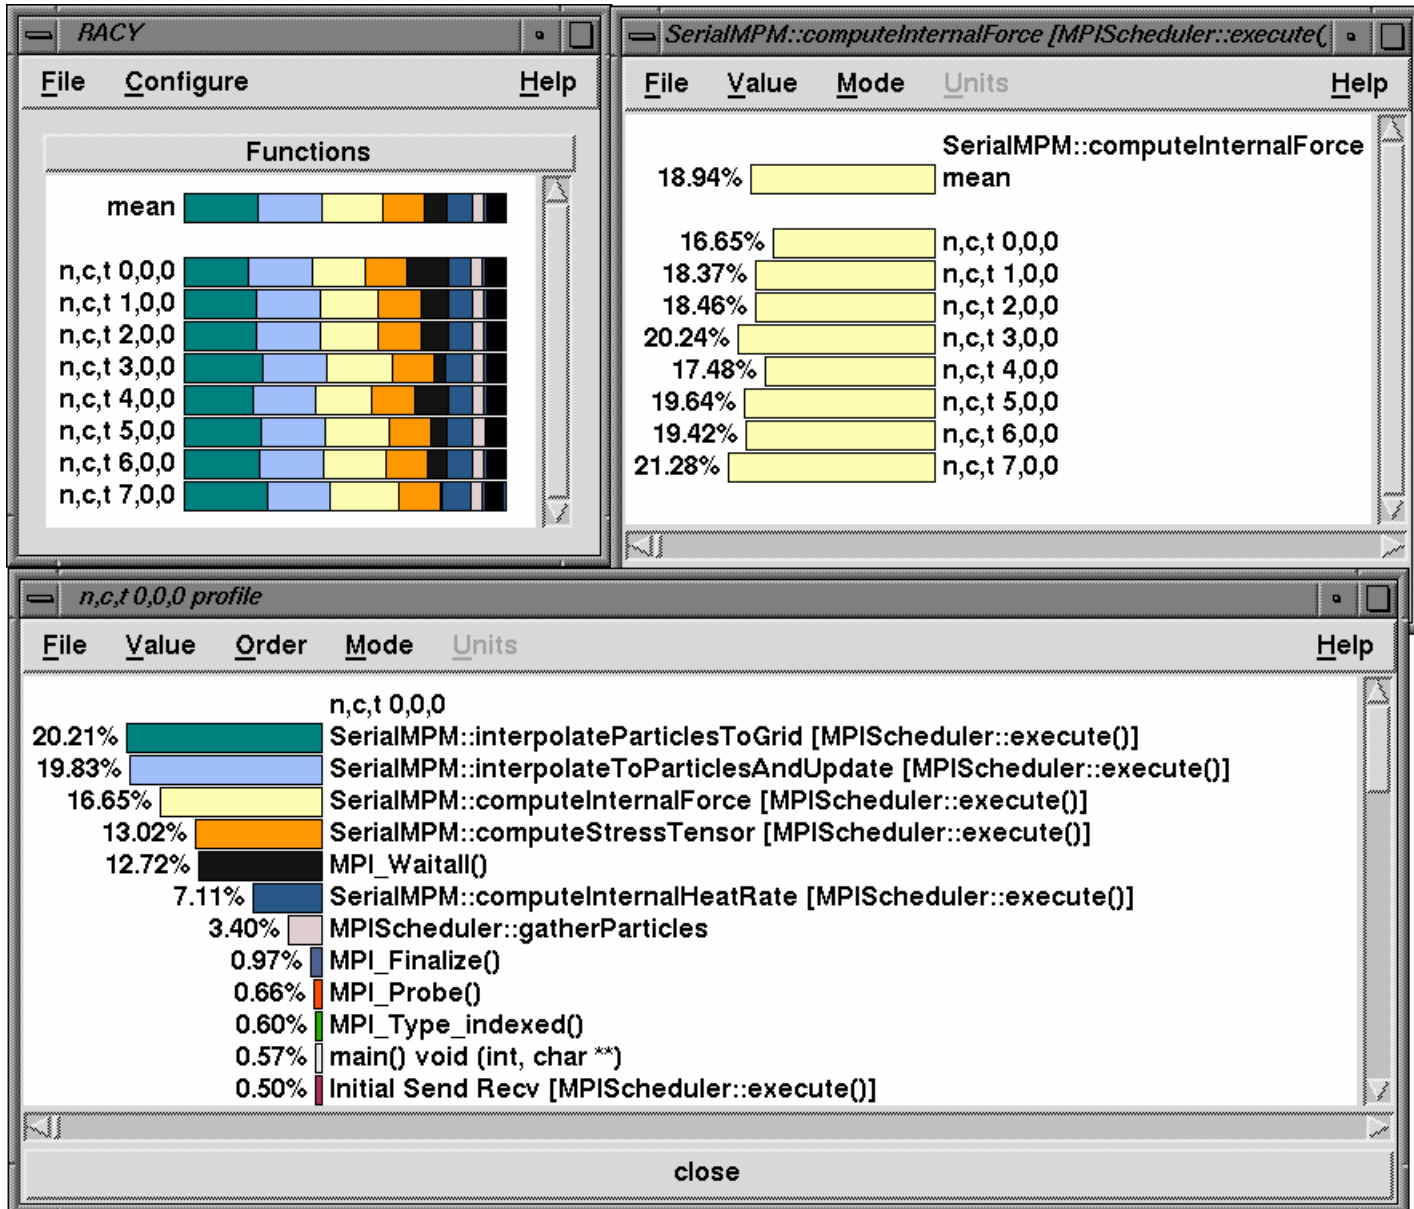 RACY
File Configure Help
Functions
mean
n,c,t 0,0,0
n,c,t 1,0,0
n,c,t 2,0,0
n,c,t 3,0,0
n,c,t 4,0,0
n,c,t 5,0,0
n,c,t 6,0,0
n,c,t 7,0,0
SerialMPM::computeInternalForce [MPIScheduler::execute(
File Value Mode Units Help
SerialMPM::computeInternalForce
18.94% mean
16.65% n,c,t 0,0,0
18.37% n,c,t 1,0,0
18.46% n,c,t 2,0,0
20.24% n,c,t 3,0,0
17.48% n,c,t 4,0,0
19.64% n,c,t 5,0,0
19.42% n,c,t 6,0,0
21.28% n,c,t 7,0,0
n,c,t 0,0,0 profile
File Value Order Mode Units Help
n,c,t 0,0,0
20.21% SerialMPM::interpolateParticlesToGrid [MPIScheduler::execute()]
19.83% SerialMPM::interpolateToParticlesAndUpdate [MPIScheduler::execute()]
16.65% SerialMPM::computeInternalForce [MPIScheduler::execute()]
13.02% SerialMPM::computeStressTensor [MPIScheduler::execute()]
12.72% MPI_Waitall()
7.11% SerialMPM::computeInternalHeatRate [MPIScheduler::execute()]
3.40% MPIScheduler::gatherParticles
0.97% MPI_Finalize()
0.66% MPI_Probe()
0.60% MPI_Type_indexed()
0.57% main() void (int, char **)
0.50% Initial Send Recv [MPIScheduler::execute()]
close